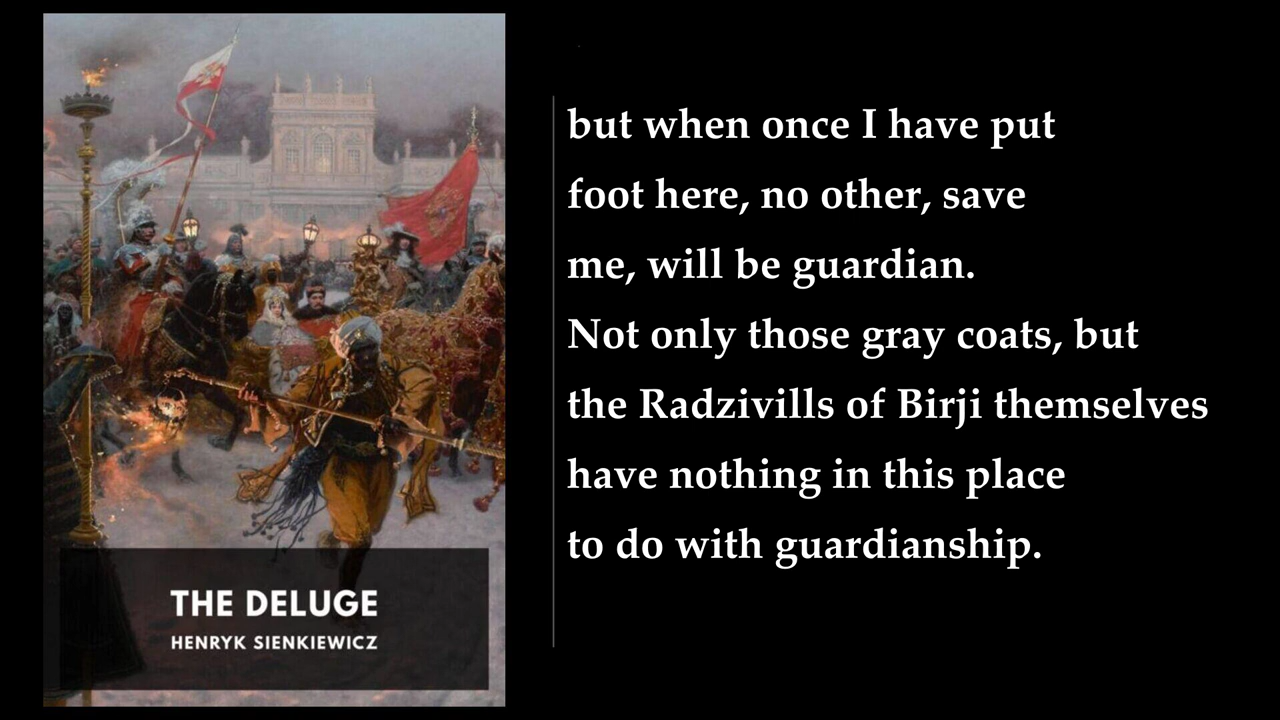 but when once I have put
foot here, no other, save
me, will be guardian.
Not only those gray coats, but
the Radzivills of Birji themselves
have nothing in this place
to do with guardianship.
THE DELUGE
HENRYK SIENKIEWICZ